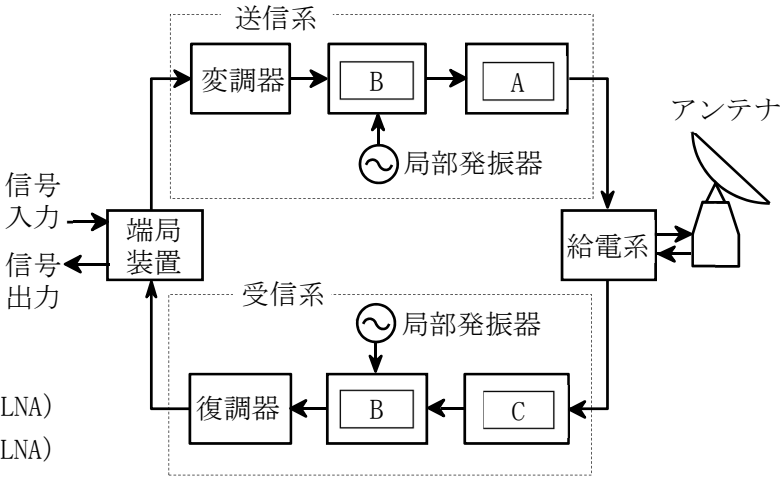 送信系
変調器
B
A
局部発振器
アンテナ
信号
入力
端局
装置
信号
出力
給電系
受信系
局部発振器
復調器
B
C
LNA)
LNA)